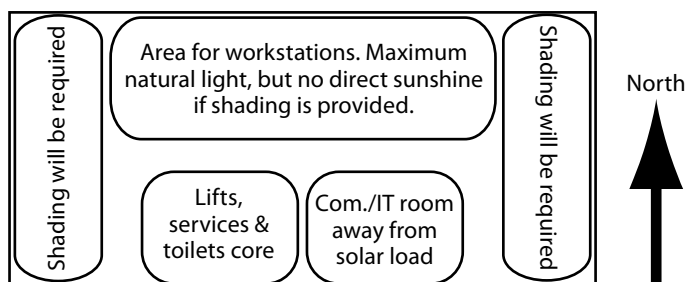 Shading will be required
Area for workstations. Maximum
natural light, but no direct sunshine
if shading is provided.
Shading will be required
North
Lifts,
services &
toilets core
Com./IT room
away from
solar load